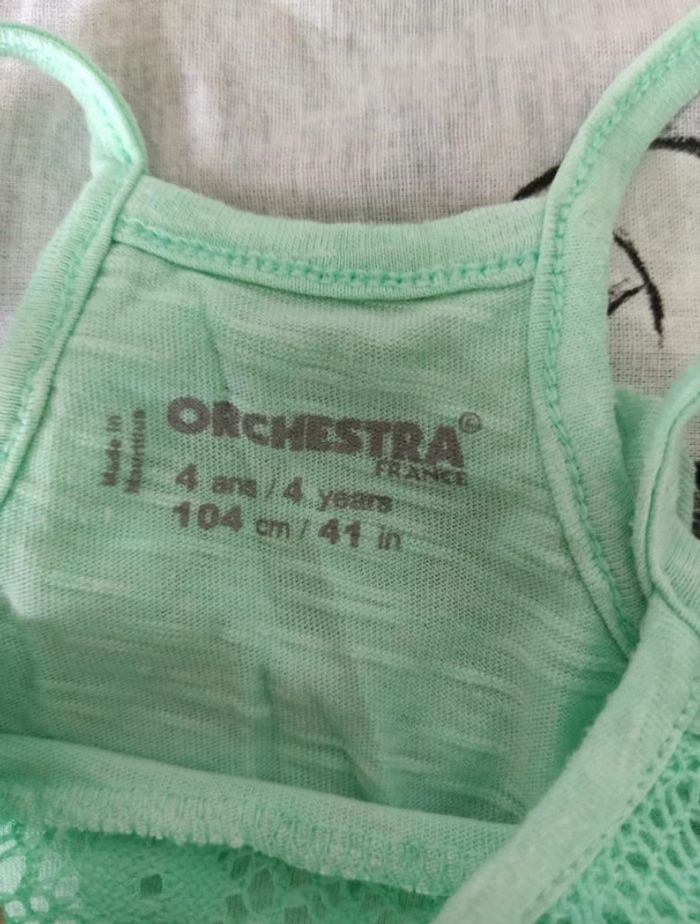 ORCHESTRA©
FRANCE
4 ans / 4 years
104 cm / 41 in
Made in
Mauritius